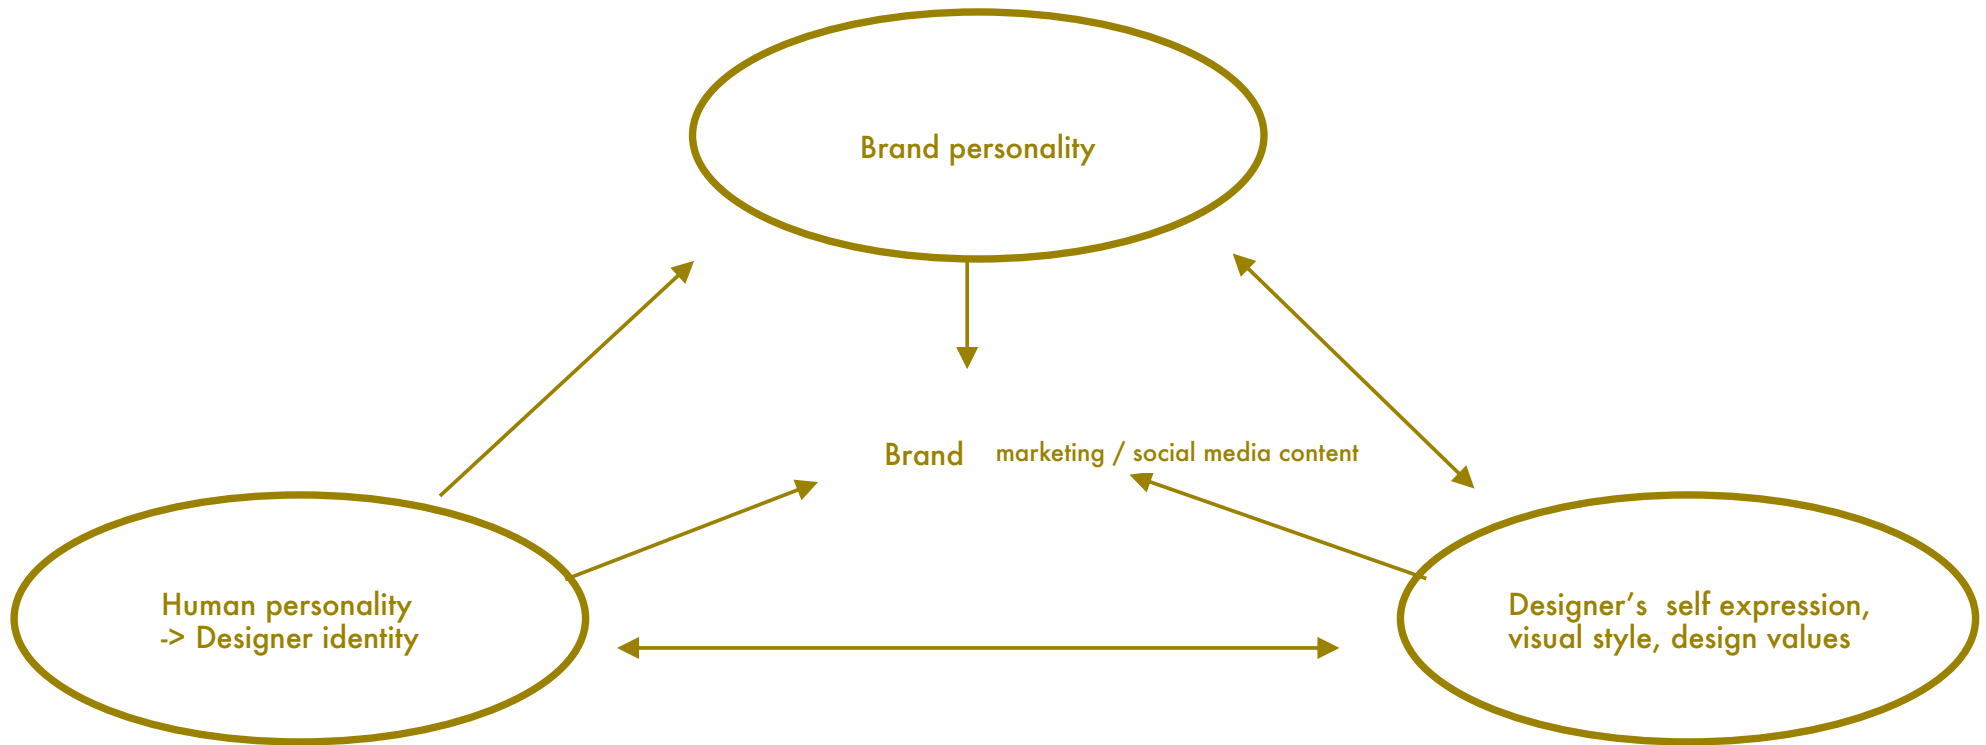 Brand personality
Brand marketing / social media content
Human personality
-> Designer identity
Designer’s self expression,
visual style, design values